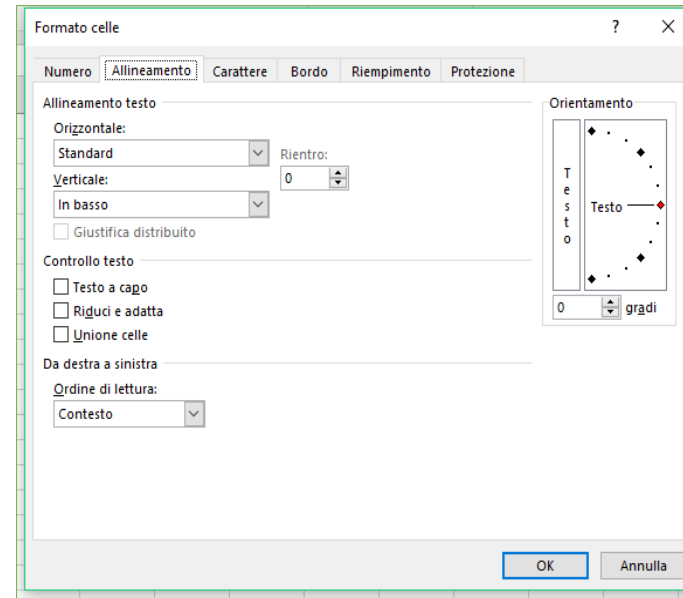 Formato celle ? X
Numero Allineamento Carattere Bordo Riempimento Protezione
Allineamento testo
Orizzontale:
Standard
Rientro:
Verticale:
0
In basso
Giustifica distribuito
Controllo testo
Testo a capo
Riduci e adatta
Unione celle
Da destra a sinistra
Ordine di lettura:
Contesto
Orientamento
Testo
Testo
0 gradi
OK Annulla